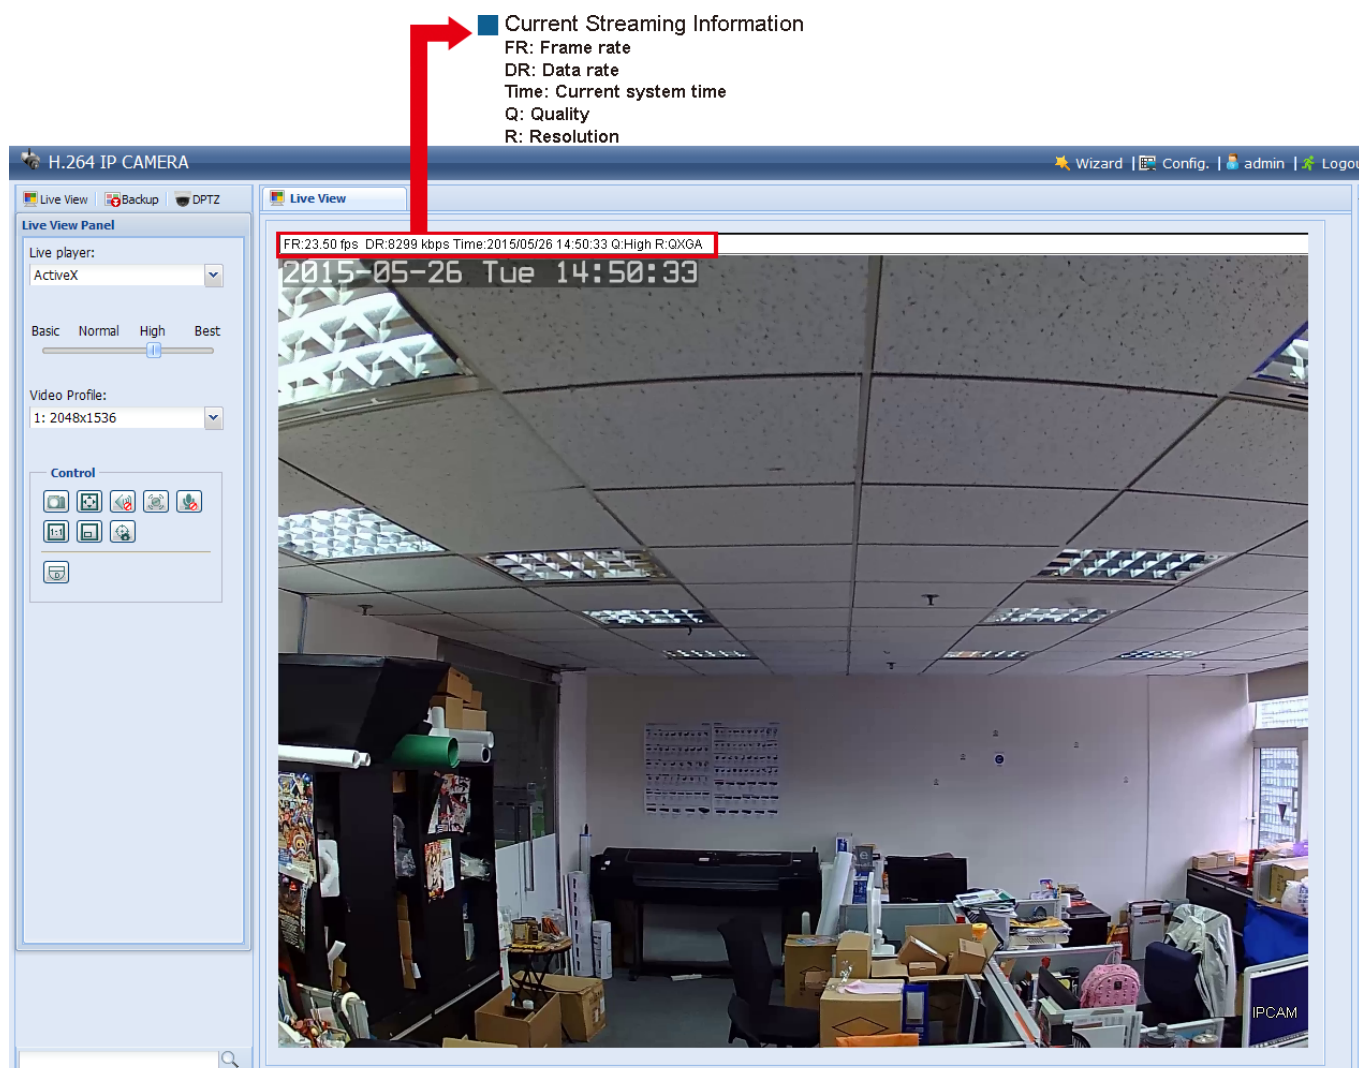 Current Streaming Information
FR: Frame rate
DR: Data rate
Time: Current system time
Q: Quality
R: Resolution
H.264 IP CAMERA
Wizard | Config. | admin | Logou
Live View | Backup | DPTZ
Live View
Live View Panel
FR:23.50 fps DR:8299 kbps Time:2015/05/26 14:50:33 Q:High R:QXGA
2015-05-26 Tue 14:50:33
Live player:
ActiveX
Basic Normal High Best
Video Profile:
1: 2048x1536
Control
1:1
D
IPCAM